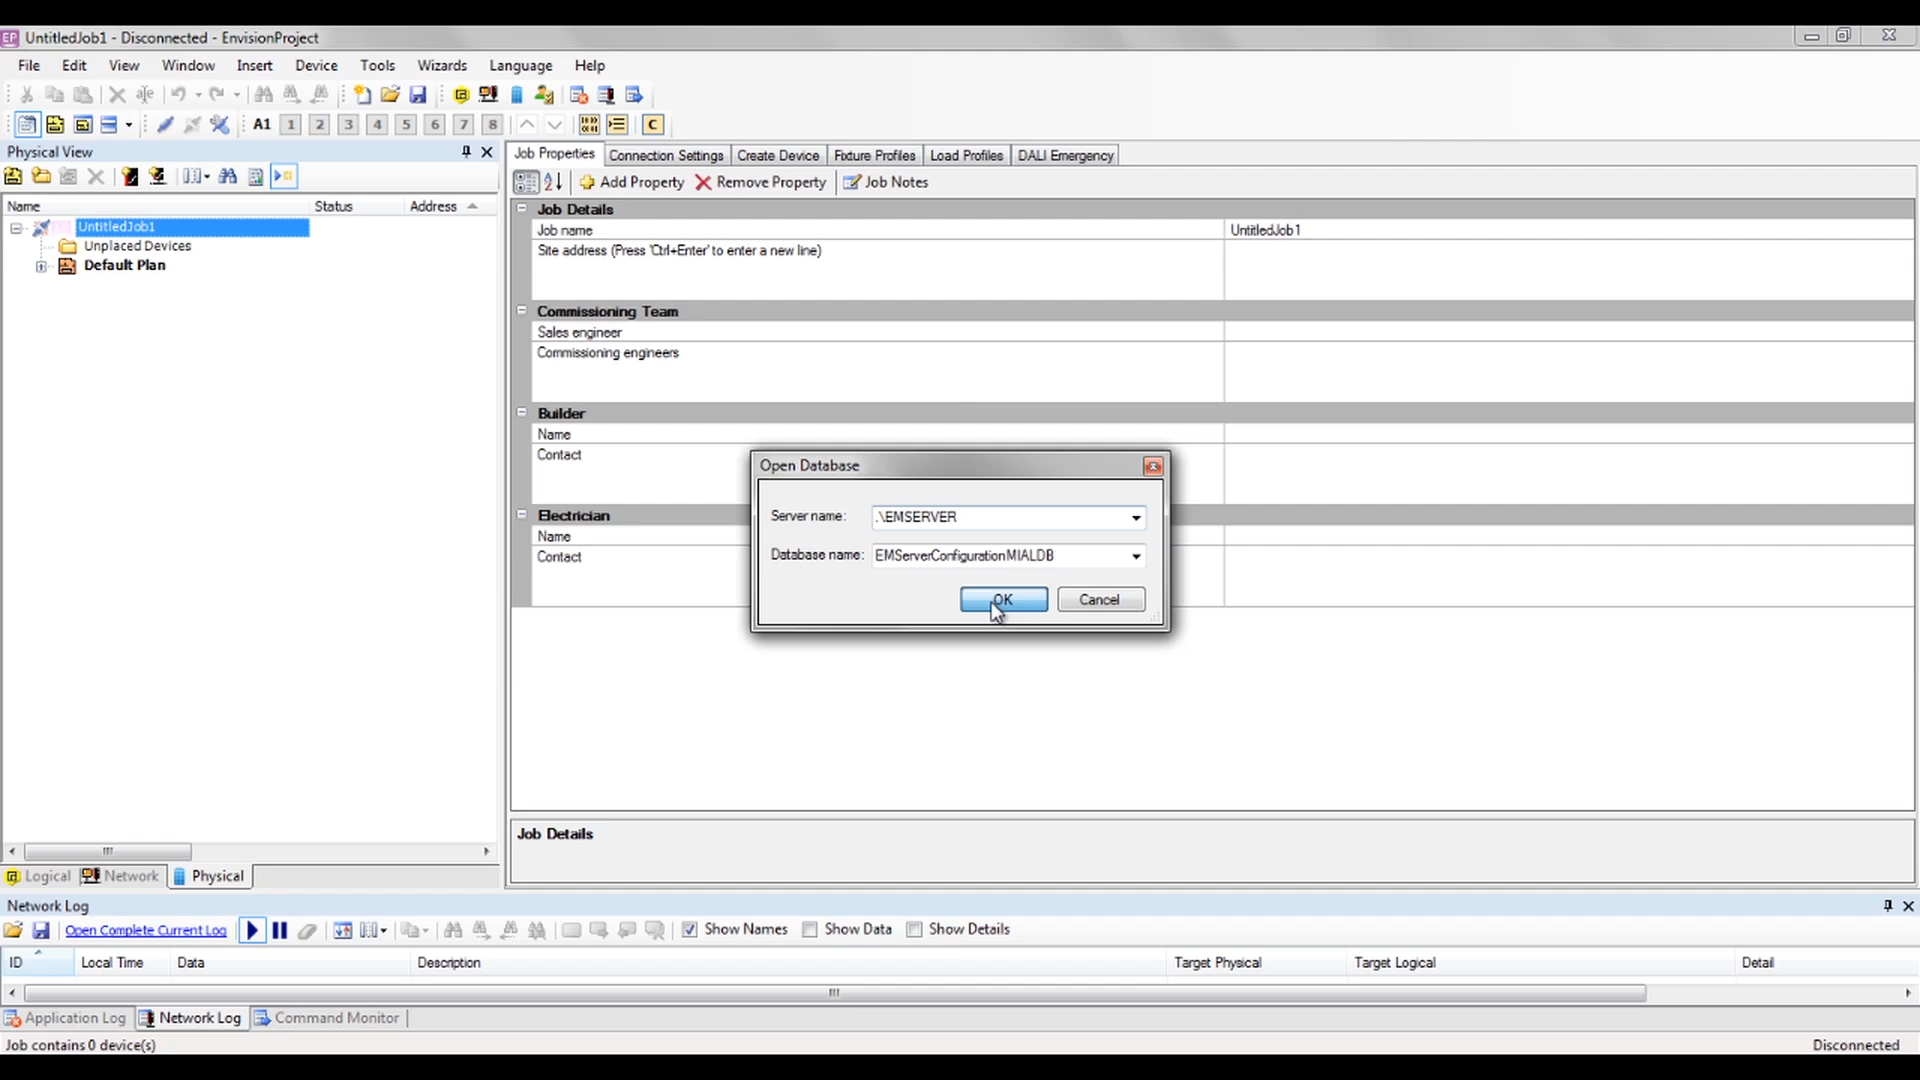 EP UntitledJob1 - Disconnected - EnvisionProject
File Edit View Window Insert Device Tools Wizards Language Help
A1 1 2 3 4 5 6 7 8 C
Physical View
Name Status Address
UntitledJob1
Unplaced Devices
Default Plan
Logical Network Physical
Job Properties Connection Settings Create Device Fixture Profiles Load Profiles DALI Emergency
Add Property Remove Property Job Notes
Job Details
Job name UntitledJob1
Site address (Press 'Ctrl+Enter' to enter a new line)
Commissioning Team
Sales engineer
Commissioning engineers
Builder
Name
Contact
Electrician
Name
Contact
Open Database
Server name: .\EMSERVER
Database name: EMServerConfigurationMIALDB
OK Cancel
Job Details
Network Log
Open Complete Current Log Show Names Show Data Show Details
ID Local Time Data Description Target Physical Target Logical Detail
Application Log Network Log Command Monitor
Job contains 0 device(s) Disconnected